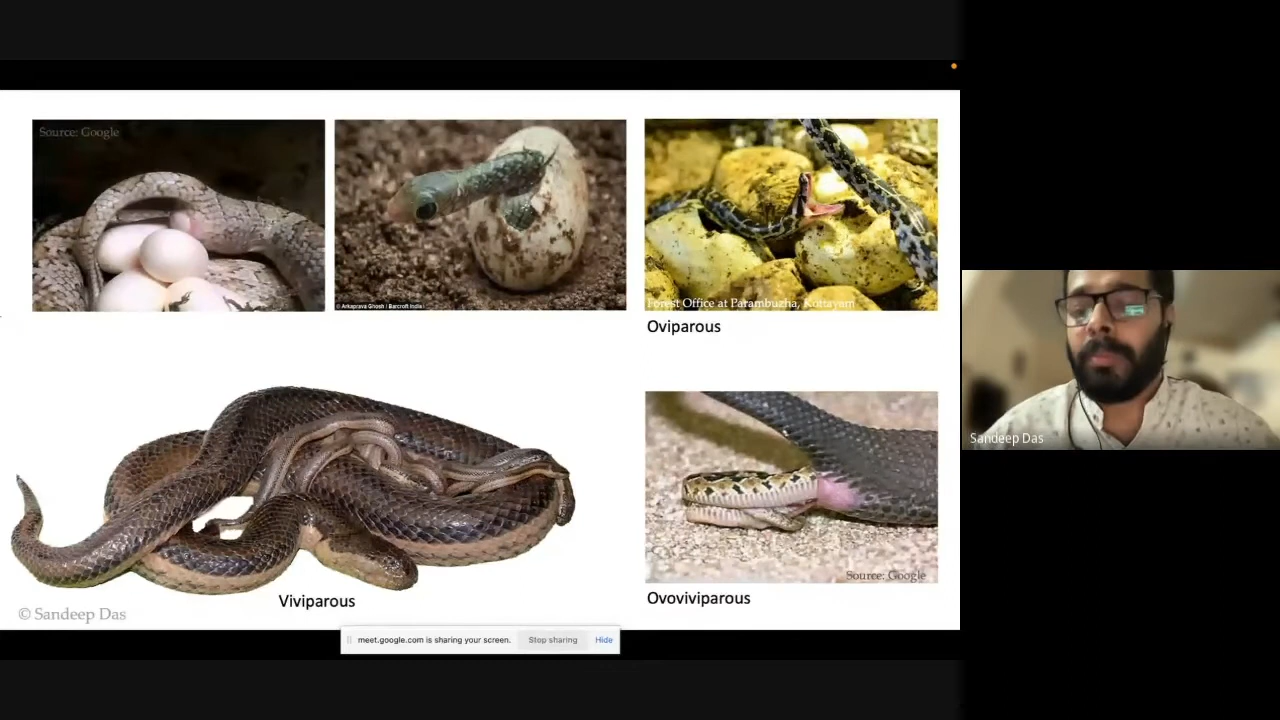 Source: Google
© Arkaprava Ghosh / Barcroft India
Forest Office at Parambuzha, Kottayam
Oviparous
Sandeep Das
Source: Google
Viviparous
Ovoviviparous
© Sandeep Das
meet.google.com is sharing your screen.
Stop sharing
Hide